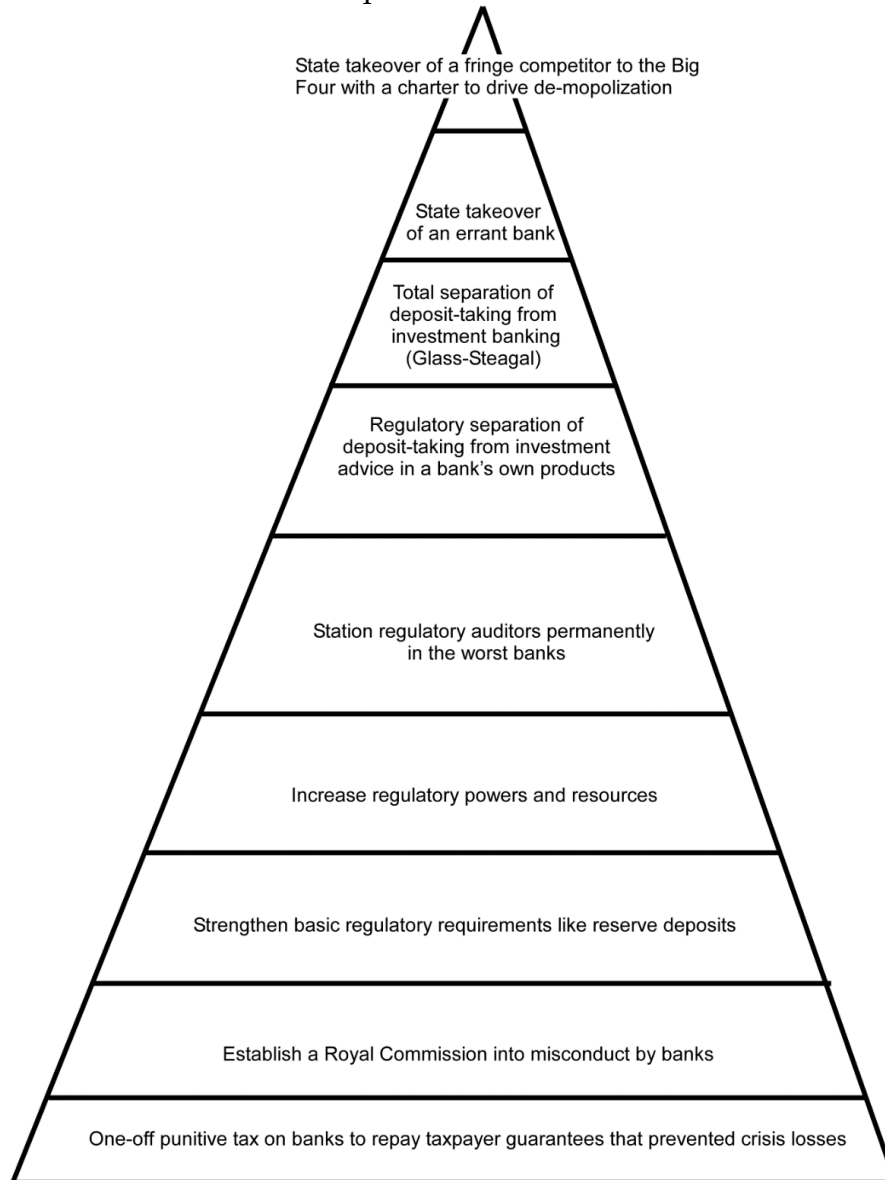 State takeover of a fringe competitor to the Big
Four with a charter to drive de-mopolization
State takeover
of an errant bank
Total separation of
deposit-taking from
investment banking
(Glass-Steagal)
Regulatory separation of
deposit-taking from investment
advice in a bank's own products
Station regulatory auditors permanently
in the worst banks
Increase regulatory powers and resources
Strengthen basic regulatory requirements like reserve deposits
Establish a Royal Commission into misconduct by banks
One-off punitive tax on banks to repay taxpayer guarantees that prevented crisis losses